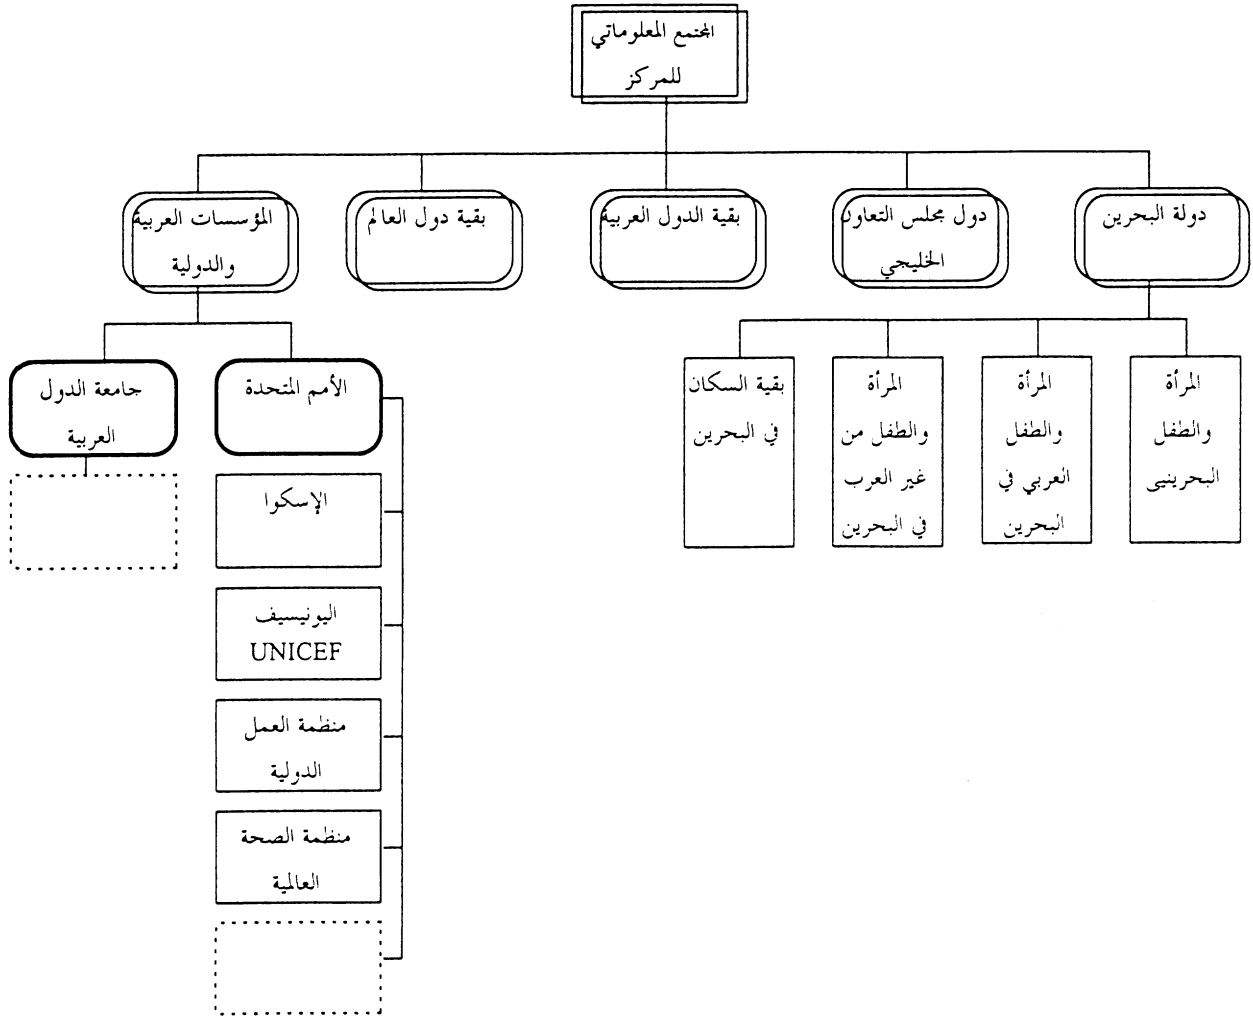 المجتمع المعلوماتي
للمركز
دولة البحرين
دول مجلس التعاون
الخليجي
بقية الدول العربية
بقية دول العالم
المؤسسات العربية
والدولية
المرأة
والطفل
البحرينيى
المرأة
والطفل
العربي في
البحرين
المرأة
والطفل من
غير العرب
في البحرين
بقية السكان
في البحرين
الأمم المتحدة
جامعة الدول
العربية
الإسكوا
اليونيسيف
UNICEF
منظمة العمل
الدولية
منظمة الصحة
العالمية